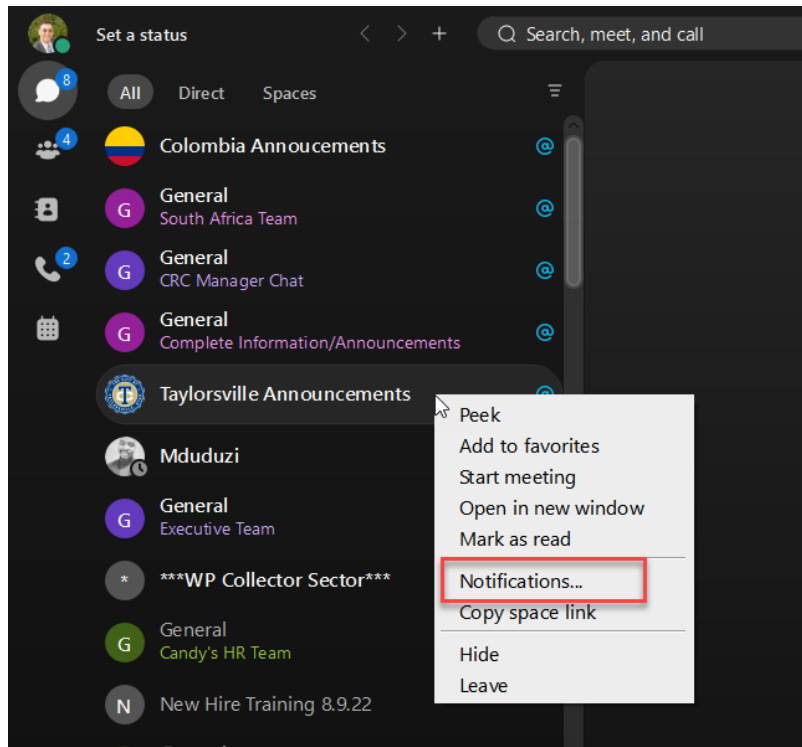 Set a status
Search, meet, and call
8
All Direct Spaces
4
Colombia Annoucements @
G General @
South Africa Team
2
G General @
CRC Manager Chat
G General @
Complete Information/Announcements
T Taylorsville Announcements @
Peek
Add to favorites
Start meeting
Open in new window
Mark as read
Notifications...
Copy space link
Hide
Leave
Mduduzi
G General
Executive Team
* ***WP Collector Sector***
G General
Candy's HR Team
N New Hire Training 8.9.22